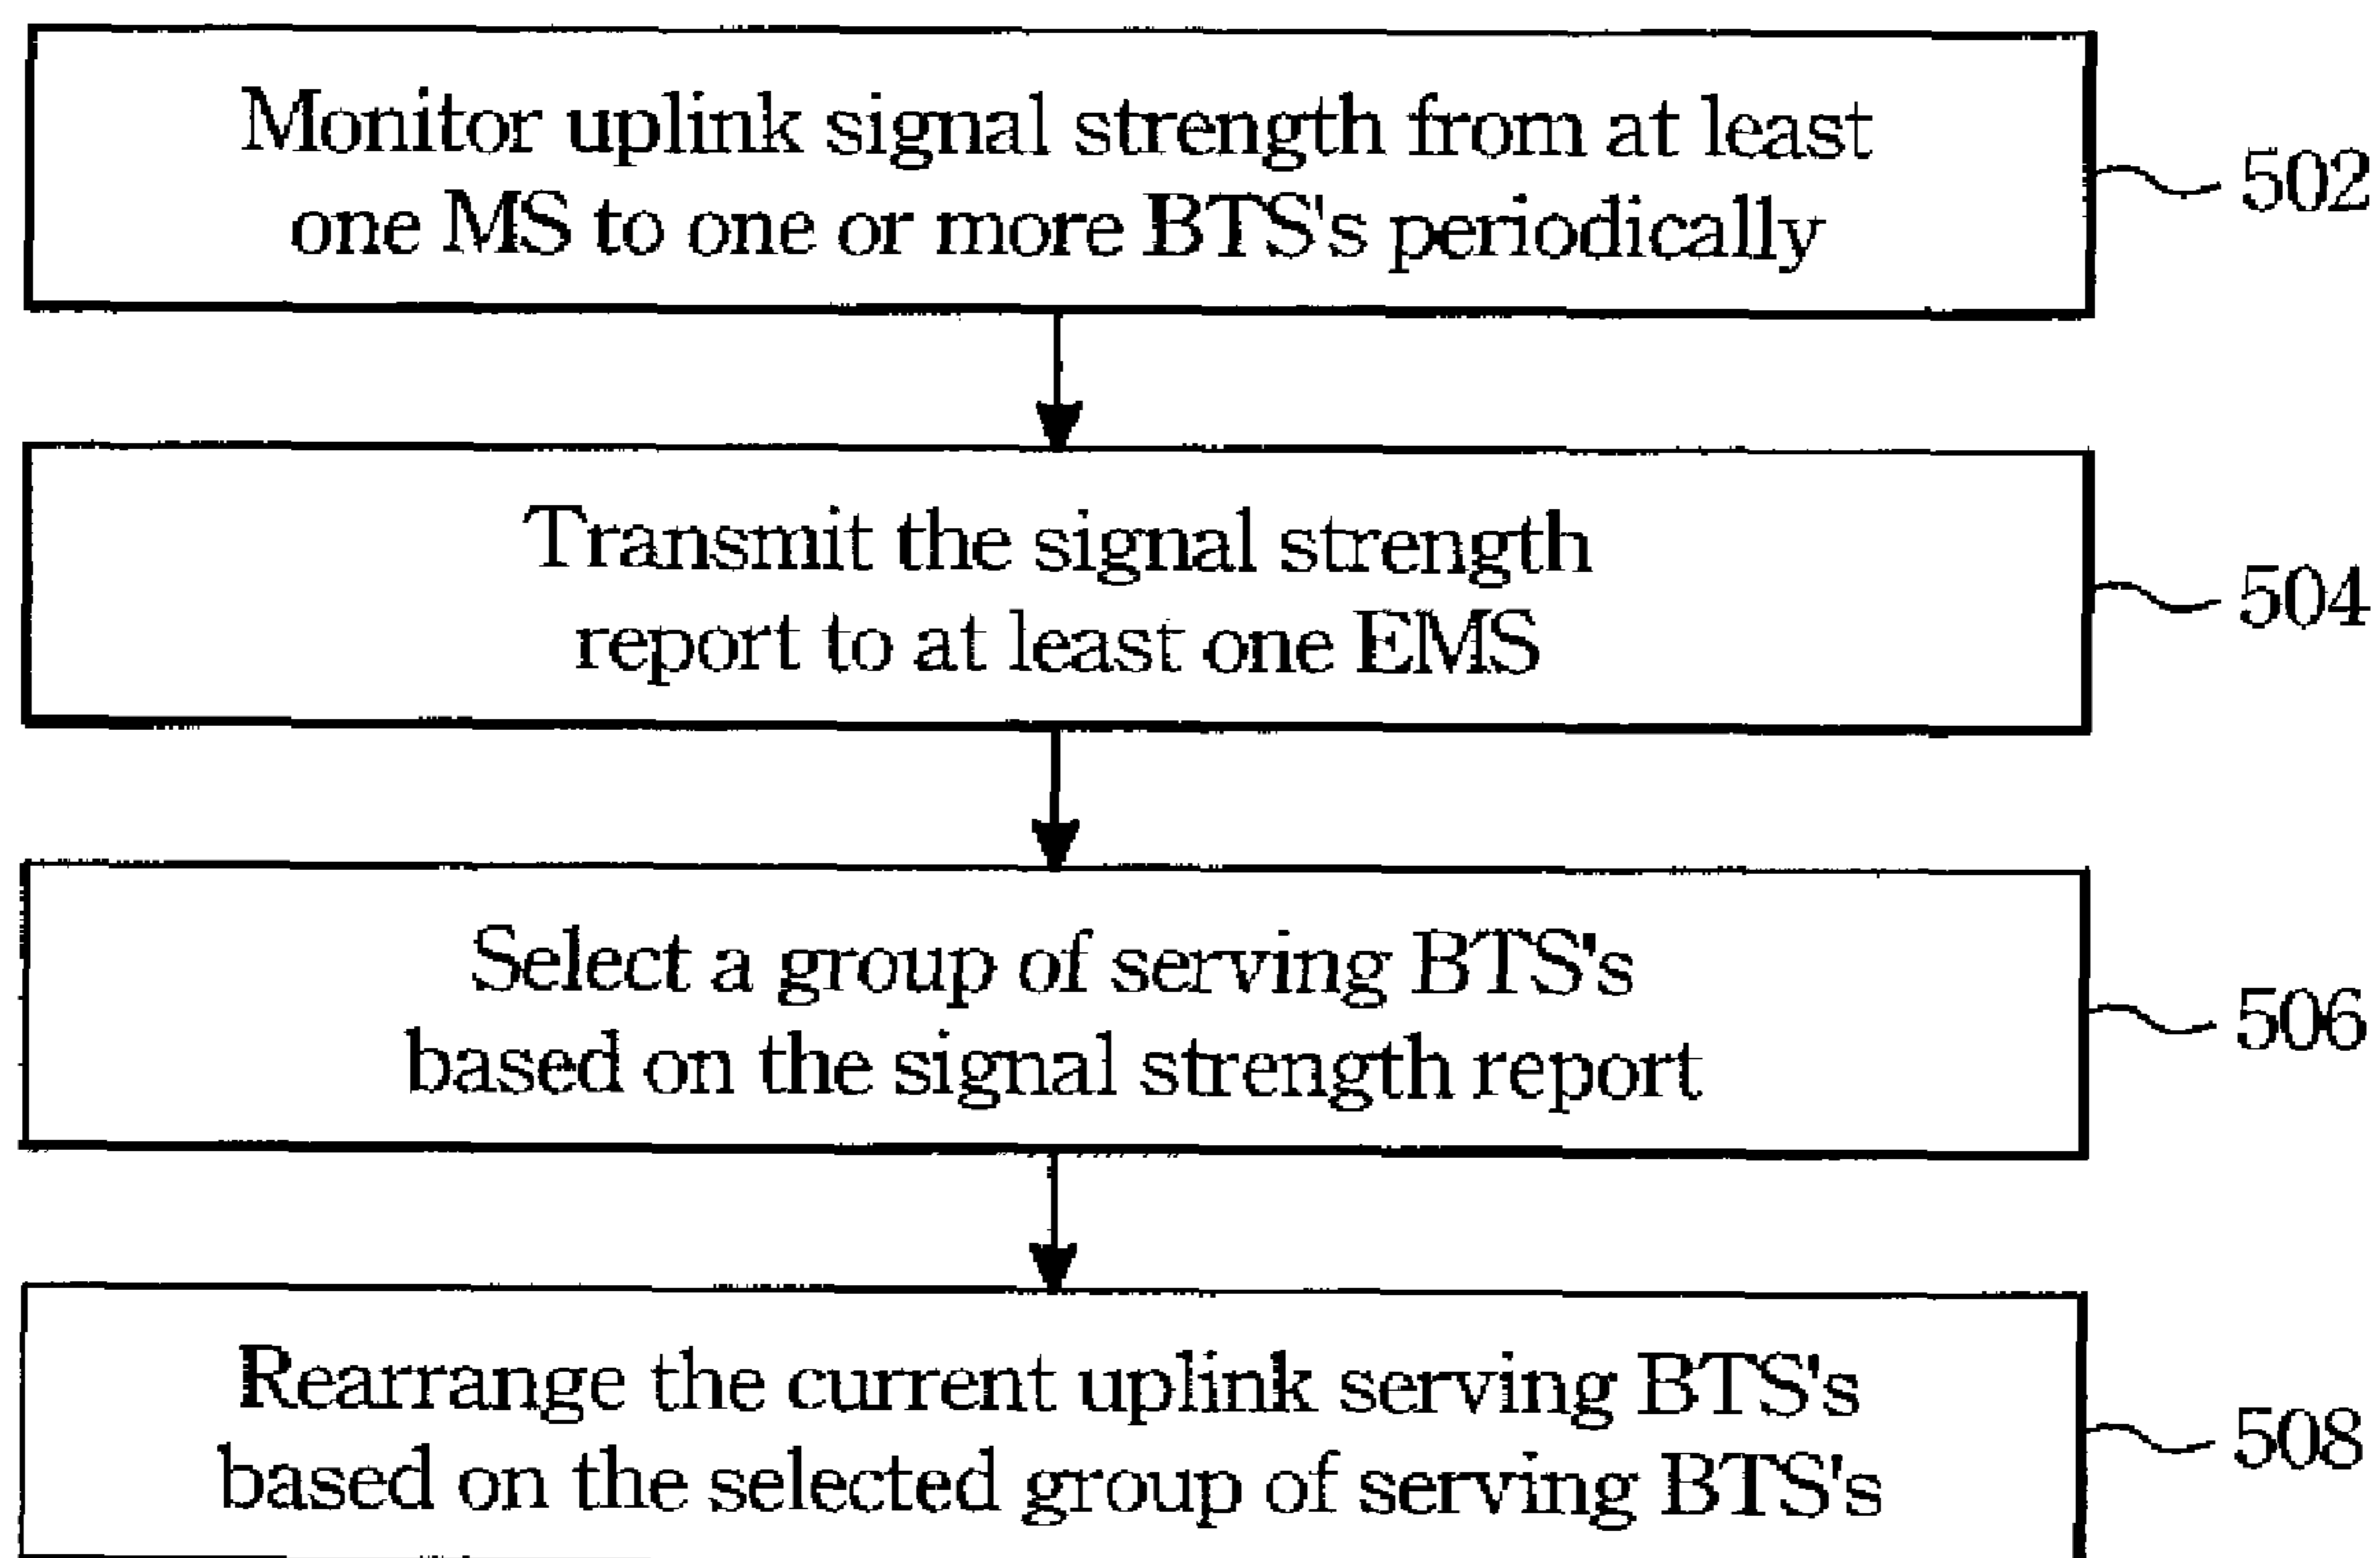 Monitor uplink signal strength from at least
one MS to one or more BTS's periodically
502
Transmit the signal strength
report to at least one EMS
504
Select a group of serving BTS's
based on the signal strength report
506
Rearrange the current uplink serving BTS's
based on the selected group of serving BTS's
508